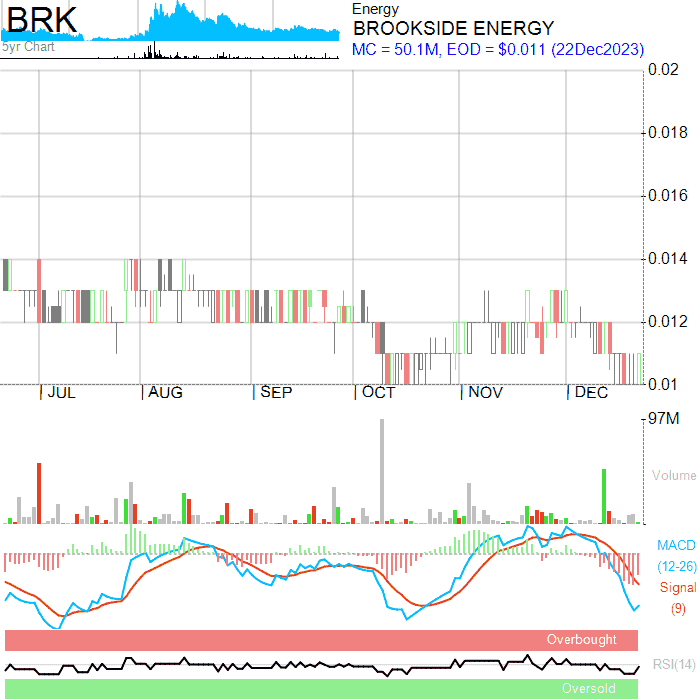 BRK
5yr Chart
Energy
BROOKSIDE ENERGY
MC = 50.1M, EOD = $0.011 (22Dec2023)
0.02
0.018
0.016
0.014
0.012
0.01
JUL AUG SEP OCT NOV DEC
97M
Volume
MACD
(12-26)
Signal
(9)
Overbought
RSI(14)
Oversold